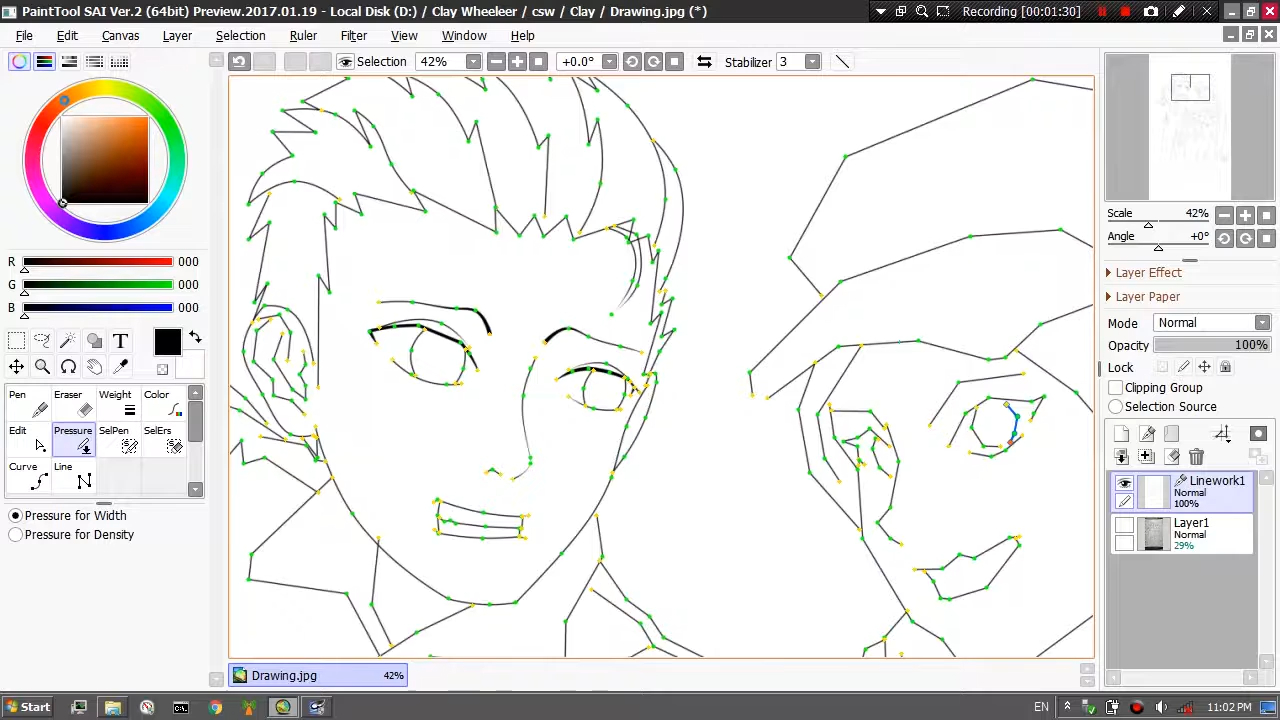 PaintTool SAI Ver.2 (64bit) Preview.2017.01.19 - Local Disk (D:) / Clay Wheeleer / csw / Clay / Drawing.jpg (*)
Recording [00:01:30]
File Edit Canvas Layer Selection Ruler Filter View Window Help
Selection 42% +0.0° Stabilizer 3
R 000
G 000
B 000
T
Pen Eraser Weight Color
Edit Pressure SelPen SelErs
Curve Line
Pressure for Width
Pressure for Density
Scale 42%
Angle +0°
Layer Effect
Layer Paper
Mode Normal
Opacity 100%
Lock
Clipping Group
Selection Source
Linework1
Normal
100%
Layer1
Normal
29%
Drawing.jpg 42%
Start EN 11:02 PM